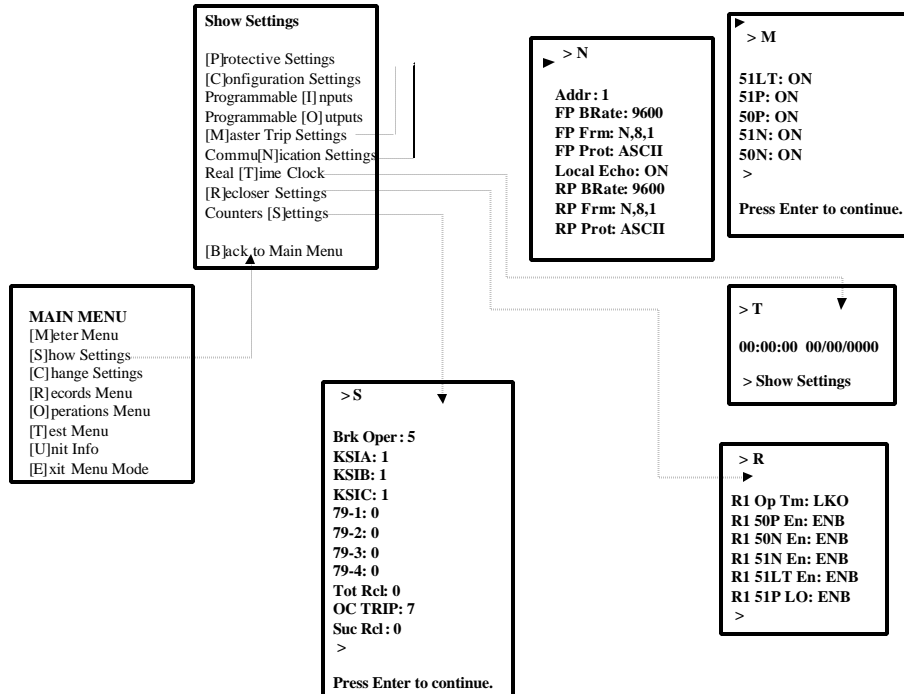 Show Settings
[P]rotective Settings
[C]onfiguration Settings
Programmable [I]nputs
Programmable [O]utputs
[M]aster Trip Settings
Commu[N]ication Settings
Real [T]ime Clock
[R]ecloser Settings
Counters [S]ettings
[B]ack to Main Menu
MAIN MENU
[M]eter Menu
[S]how Settings
[C]hange Settings
[R]ecords Menu
[O]perations Menu
[T]est Menu
[U]nit Info
[E]xit Menu Mode
> N
Addr: 1
FP BRate: 9600
FP Frm: N,8,1
FP Prot: ASCII
Local Echo: ON
RP BRate: 9600
RP Frm: N,8,1
RP Prot: ASCII
> M
51LT: ON
51P: ON
50P: ON
51N: ON
50N: ON
>
Press Enter to continue.
> T
00:00:00 00/00/0000
> Show Settings
> S
Brk Oper: 5
KSIA: 1
KSIB: 1
KSIC: 1
79-1: 0
79-2: 0
79-3: 0
79-4: 0
Tot Rcl: 0
OC TRIP: 7
Suc Rcl: 0
>
Press Enter to continue.
> R
R1 Op Tm: LKO
R1 50P En: ENB
R1 50N En: ENB
R1 51N En: ENB
R1 51LT En: ENB
R1 51P LO: ENB
>